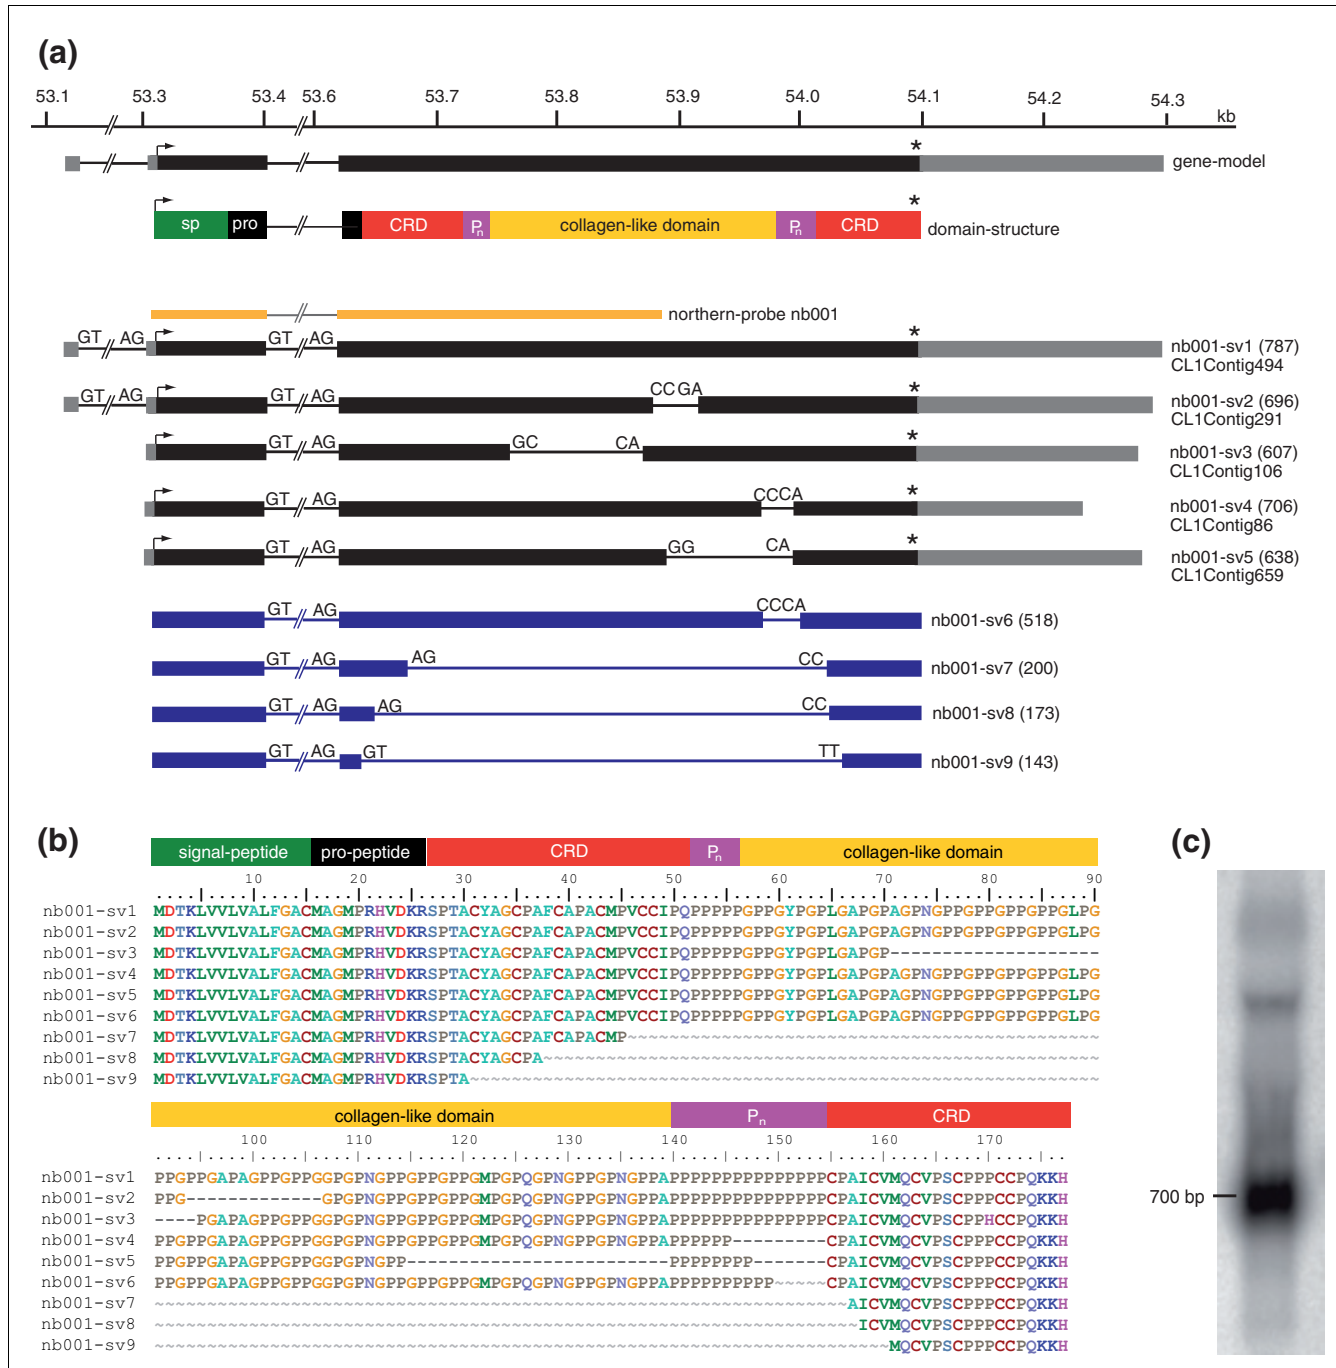 (a)
53.1 53.3 53.4 53.6 53.7 53.8 53.9 54.0 54.1 54.2 54.3
kb
* gene-model
sp pro CRD Pn collagen-like domain Pn CRD * domain-structure
northern-probe nb001
GT AG GT AG * nb001-sv1 (787)
CL1Contig494
GT AG GT AG CC GA * nb001-sv2 (696)
CL1Contig291
GT AG GC CA * nb001-sv3 (607)
CL1Contig106
GT AG CCCA * nb001-sv4 (706)
CL1Contig86
GT AG GG CA * nb001-sv5 (638)
CL1Contig659
GT AG CCCA nb001-sv6 (518)
GT AG AG CC nb001-sv7 (200)
GT AG AG CC nb001-sv8 (173)
GT AG GT TT nb001-sv9 (143)
(b)
signal-peptide pro-peptide CRD Pn collagen-like domain
10 20 30 40 50 60 70 80 90
nb001-sv1 MDTKLVVLVALFGACMAGMPRHVDKRSPTACYAGCPAFCAPACMPVCCIPQPPPPPGPPGYPGPLGAPGPAGPNGPPGPPGPPGPPGLPG
nb001-sv2 MDTKLVVLVALFGACMAGMPRHVDKRSPTACYAGCPAFCAPACMPVCCIPQPPPPPGPPGYPGPLGAPGPAGPNGPPGPPGPPGPPGLPG
nb001-sv3 MDTKLVVLVALFGACMAGMPRHVDKRSPTACYAGCPAFCAPACMPVCCIPQPPPPPGPPGYPGPLGAPGP--------------------
nb001-sv4 MDTKLVVLVALFGACMAGMPRHVDKRSPTACYAGCPAFCAPACMPVCCIPQPPPPPGPPGYPGPLGAPGPAGPNGPPGPPGPPGPPGLPG
nb001-sv5 MDTKLVVLVALFGACMAGMPRHVDKRSPTACYAGCPAFCAPACMPVCCIPQPPPPPGPPGYPGPLGAPGPAGPNGPPGPPGPPGPPGLPG
nb001-sv6 MDTKLVVLVALFGACMAGMPRHVDKRSPTACYAGCPAFCAPACMPVCCIPQPPPPPGPPGYPGPLGAPGPAGPNGPPGPPGPPGPPGLPG
nb001-sv7 MDTKLVVLVALFGACMAGMPRHVDKRSPTACYAGCPAFCAPACMP~~~~~~~~~~~~~~~~~~~~~~~~~~~~~~~~~~~~~~~~~~~~~
nb001-sv8 MDTKLVVLVALFGACMAGMPRHVDKRSPTACYAGCPA~~~~~~~~~~~~~~~~~~~~~~~~~~~~~~~~~~~~~~~~~~~~~~~~~~~~~
nb001-sv9 MDTKLVVLVALFGACMAGMPRHVDKRSPTA~~~~~~~~~~~~~~~~~~~~~~~~~~~~~~~~~~~~~~~~~~~~~~~~~~~~~~~~~~~~
collagen-like domain Pn CRD
100 110 120 130 140 150 160 170
nb001-sv1 PPGPPGAPAGPPGPPGGPGPNGPPGPPGPPGMPGPQGPNGPPGPNGPPAPPPPPPPPPPPPPPPCPAICVMQCVPSCPPPCCPQKKH
nb001-sv2 PPG-------------GPGPNGPPGPPGPPGMPGPQGPNGPPGPNGPPAPPPPPPPPPPPPPPPCPAICVMQCVPSCPPPCCPQKKH
nb001-sv3 ----PGAPAGPPGPPGGPGPNGPPGPPGPPGMPGPQGPNGPPGPNGPPAPPPPPPPPPPPPPPPCPAICVMQCVPSCPPHCCPQKKH
nb001-sv4 PPGPPGAPAGPPGPPGGPGPNGPPGPPGPPGMPGPQGPNGPPGPNGPPAPPPPPP---------CPAICVMQCVPSCPPPCCPQKKH
nb001-sv5 PPGPPGAPAGPPGPPGGPGPNGPP-------------------------PPPPPPPP-------CPAICVMQCVPSCPPPCCPQKKH
nb001-sv6 PPGPPGAPAGPPGPPGGPGPNGPPGPPGPPGMPGPQGPNGPPGPNGPPAPPPPPPPPPP~~~~~CPAICVMQCVPSCPPPCCPQKKH
nb001-sv7 ~~~~~~~~~~~~~~~~~~~~~~~~~~~~~~~~~~~~~~~~~~~~~~~~~~~~~~~~~~~~~~~~~~AICVMQCVPSCPPPCCPQKKH
nb001-sv8 ~~~~~~~~~~~~~~~~~~~~~~~~~~~~~~~~~~~~~~~~~~~~~~~~~~~~~~~~~~~~~~~~~~~ICVMQCVPSCPPPCCPQKKH
nb001-sv9 ~~~~~~~~~~~~~~~~~~~~~~~~~~~~~~~~~~~~~~~~~~~~~~~~~~~~~~~~~~~~~~~~~~~~~~MQCVPSCPPPCCPQKKH
(c)
700 bp